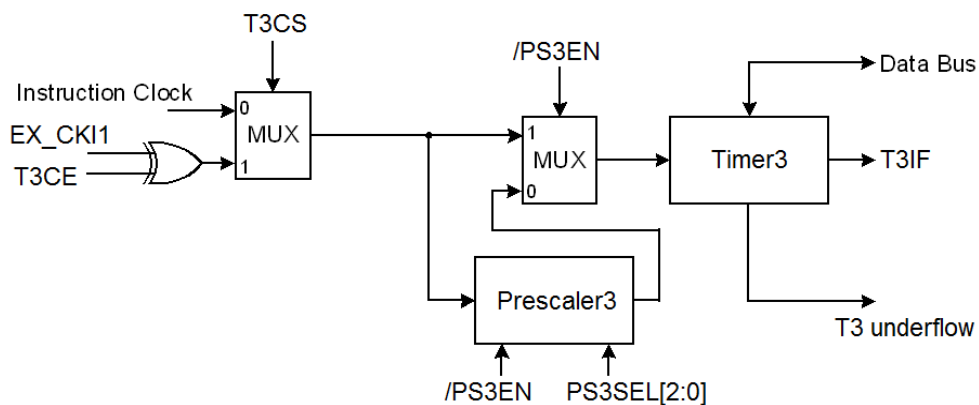 T3CS
/PS3EN
Instruction Clock
0
MUX
EX_CKI1
T3CE
1
1
MUX
0
Timer3
Data Bus
T3IF
Prescaler3
T3 underflow
/PS3EN
PS3SEL[2:0]